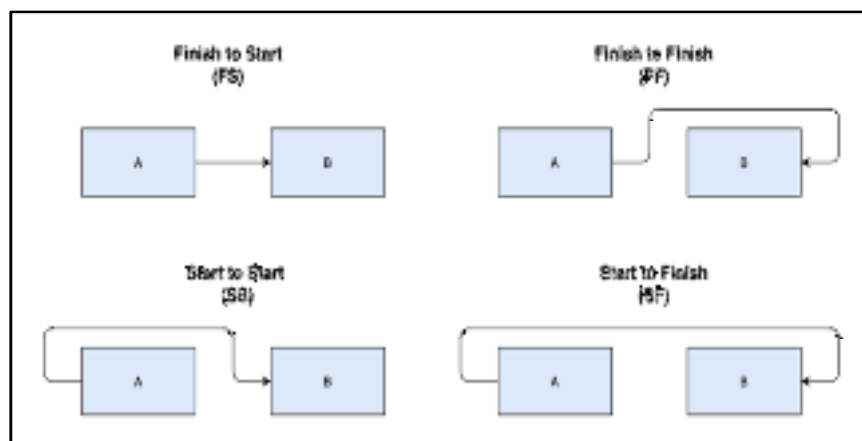 Finish to Start
(FS)
Finish to Finish
(FF)
A
B
A
B
Start to Start
(SS)
Start to Finish
(SF)
A
B
A
B